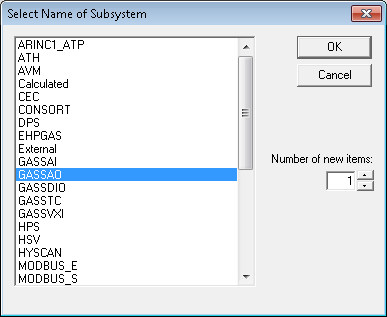 Select Name of Subsystem
ARINC1_ATP
ATH
AVM
Calculated
CEC
CONSORT
DPS
EHPGAS
External
GASSAI
GASSAO
GASSDIO
GASSTC
GASSVXI
HPS
HSV
HYSCAN
MODBUS_E
MODBUS_S
OK
Cancel
Number of new items:
1